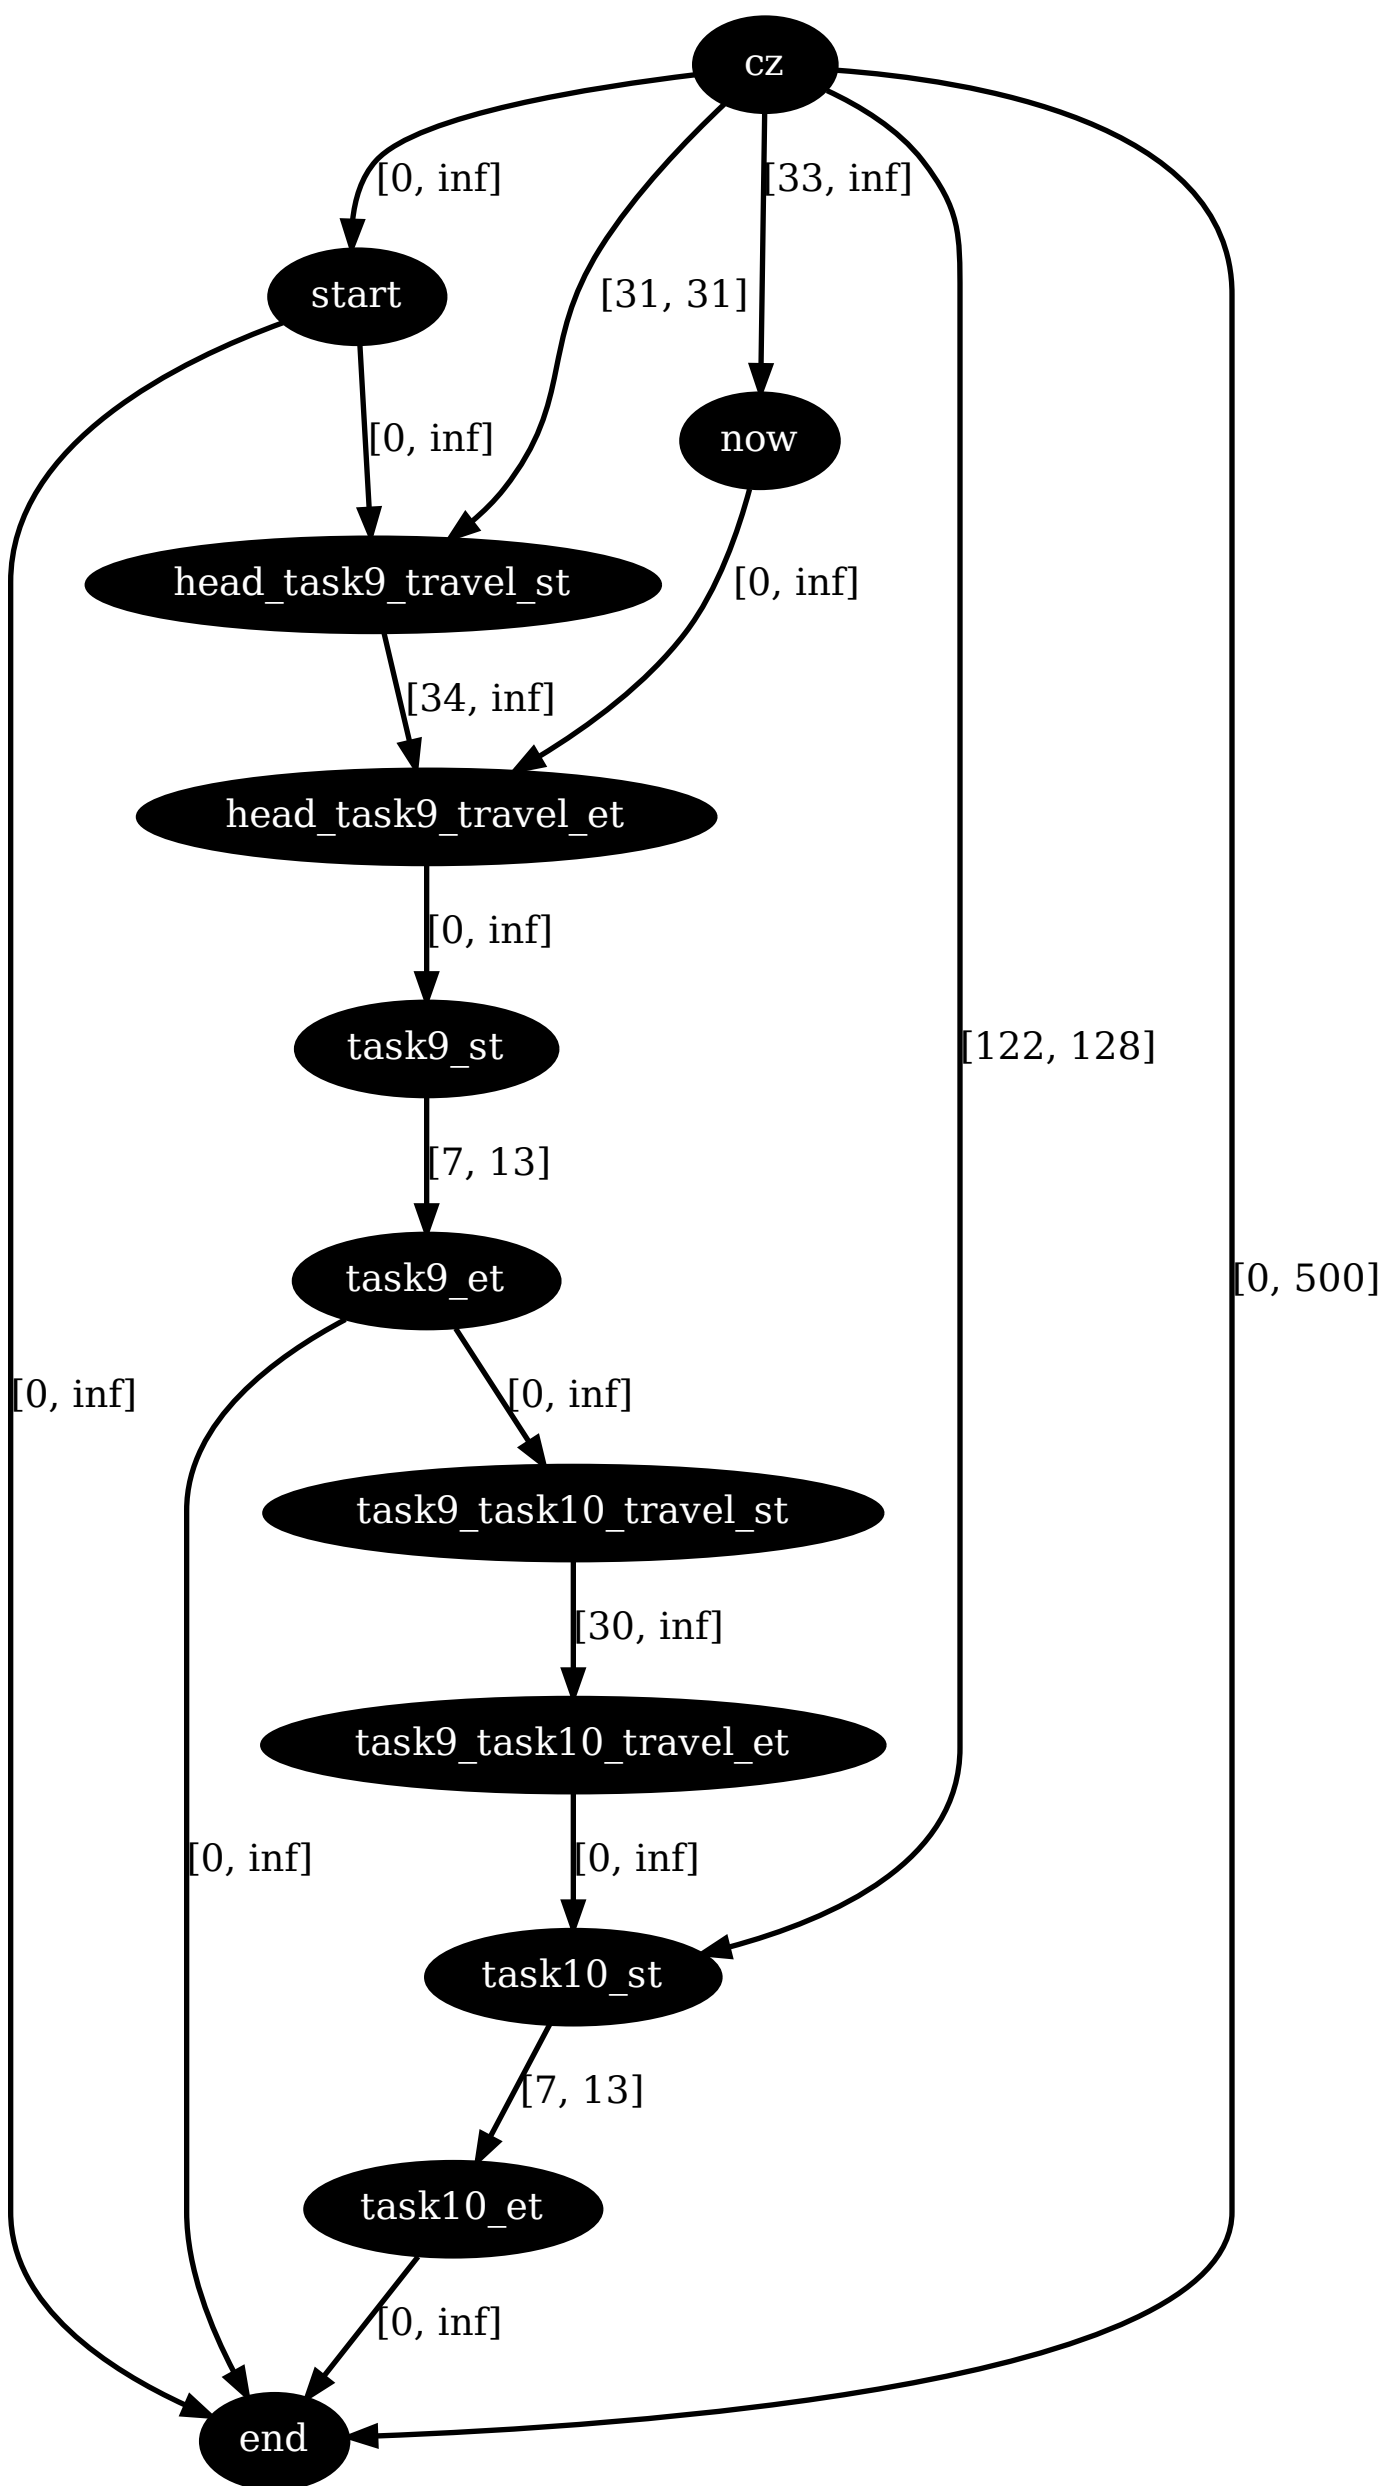 cz
[0, inf]
[33, inf]
start
[31, 31]
[0, inf]
now
head_task9_travel_st
[0, inf]
[34, inf]
head_task9_travel_et
[0, inf]
task9_st
[122, 128]
[7, 13]
task9_et
[0, 500]
[0, inf]
[0, inf]
task9_task10_travel_st
[30, inf]
task9_task10_travel_et
[0, inf]
[0, inf]
task10_st
[7, 13]
task10_et
[0, inf]
end